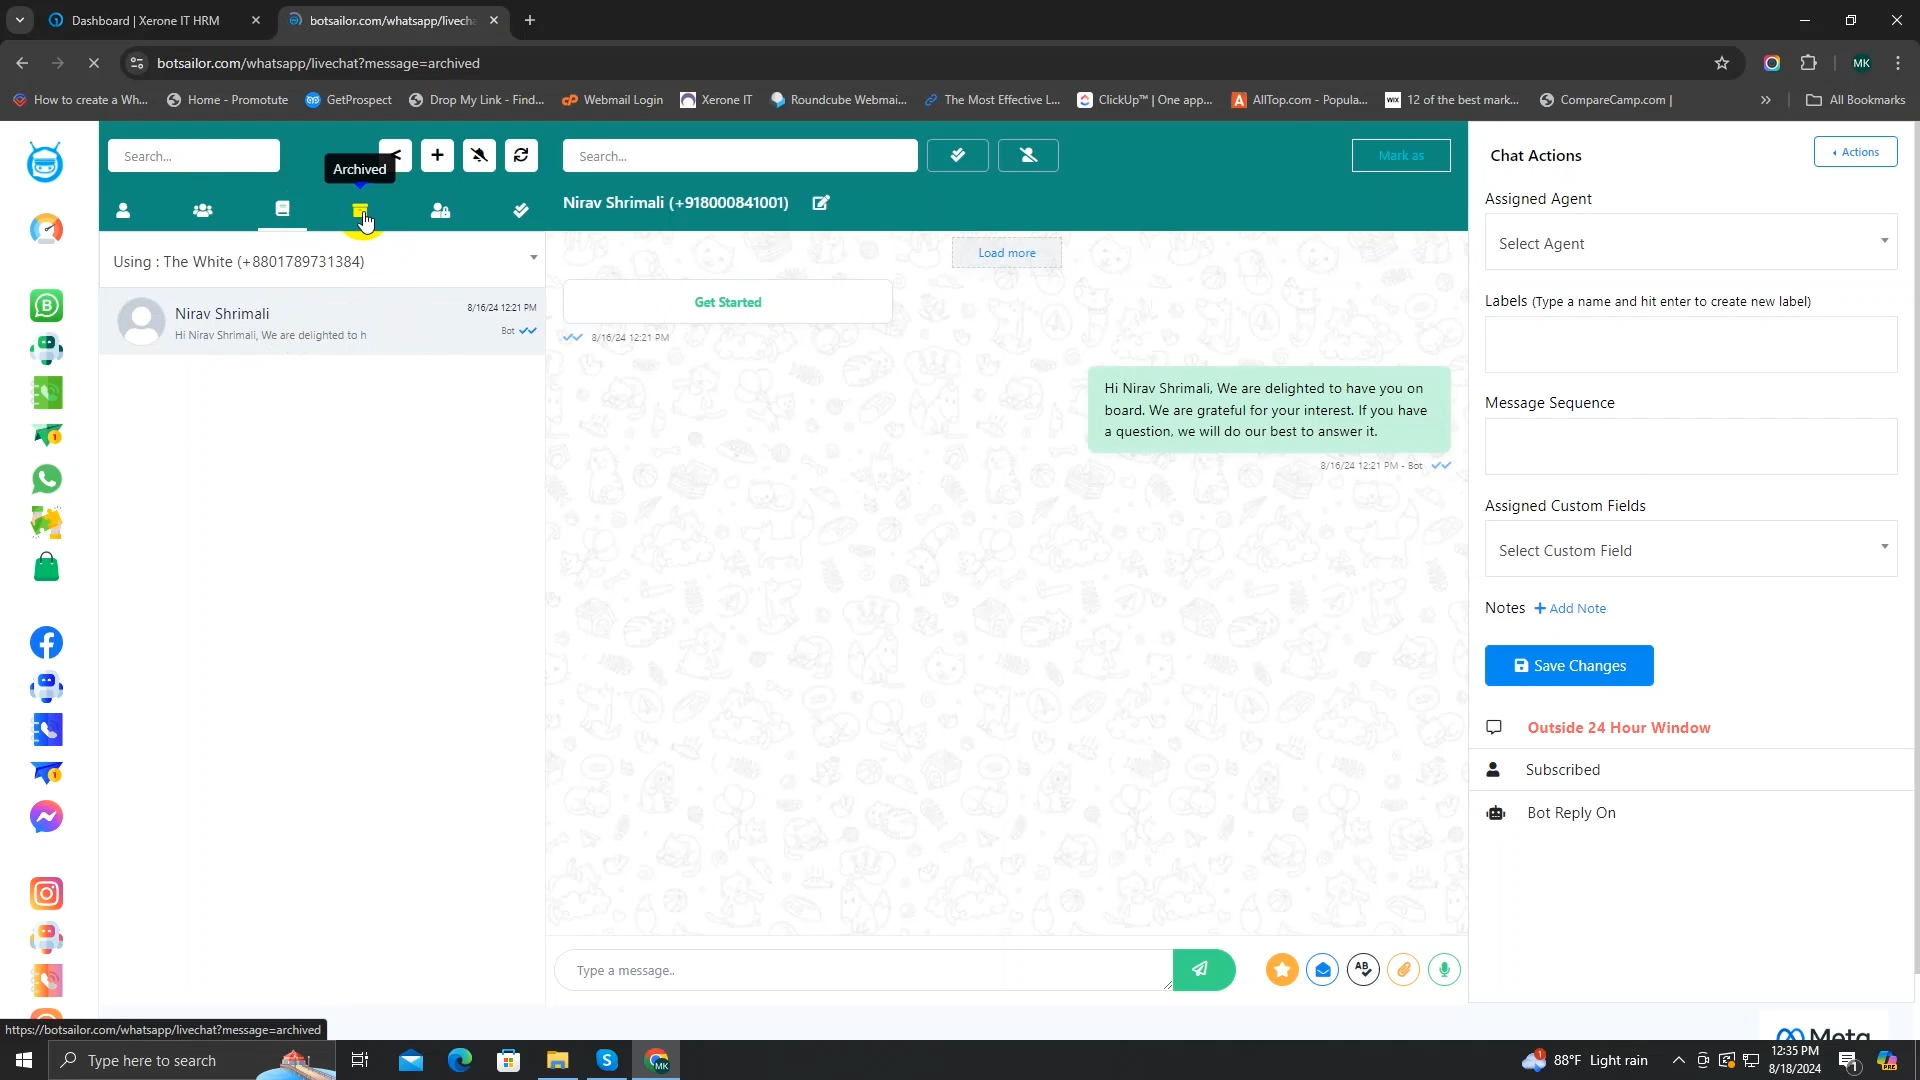 Dashboard | Xerone IT HRM
botsailor.com/whatsapp/livecha
botsailor.com/whatsapp/livechat?message=archived
MK
How to create a Wh...
Home - Promotute
GetProspect
Drop My Link - Find...
Webmail Login
Xerone IT
Roundcube Webmai...
The Most Effective L...
ClickUp™ | One app...
AllTop.com - Popula...
WIX
12 of the best mark...
CompareCamp.com |
All Bookmarks
Search...
Archived
Search...
Mark as
Nirav Shrimali (+918000841001)
Using : The White (+8801789731384)
Nirav Shrimali
8/16/24 12:21 PM
Hi Nirav Shrimali, We are delighted to h
Bot
Load more
Get Started
8/16/24 12:21 PM
Hi Nirav Shrimali, We are delighted to have you on
board. We are grateful for your interest. If you have
a question, we will do our best to answer it.
8/16/24 12:21 PM - Bot
Type a message..
AB
Chat Actions
Actions
Assigned Agent
Select Agent
Labels (Type a name and hit enter to create new label)
Message Sequence
Assigned Custom Fields
Select Custom Field
Notes + Add Note
Save Changes
Outside 24 Hour Window
Subscribed
Bot Reply On
Meta
https://botsailor.com/whatsapp/livechat?message=archived
Type here to search
MK
1
88°F Light rain
12:35 PM
8/18/2024
1
PRE